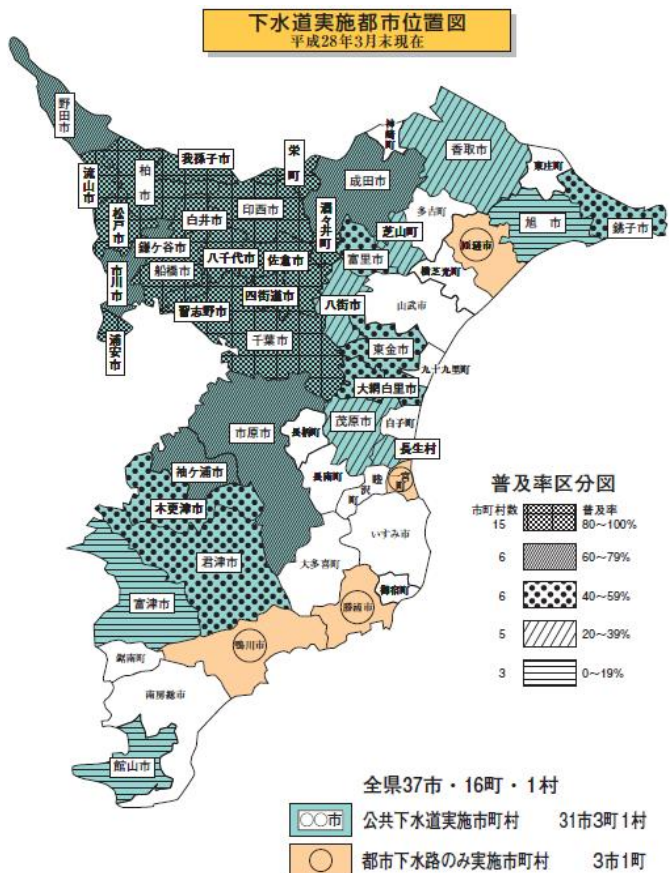 下水道実施都市位置図
平成28年3月末現在
野田市
流山市
柏市
我孫子市
栄町
神崎町
香取市
東庄町
成田市
多古町
松戸市
白井市
印西市
酒々井町
芝山町
匝瑳市
旭市
銚子市
鎌ケ谷市
八千代市
佐倉市
富里市
横芝光町
市川市
船橋市
四街道市
八街市
山武市
浦安市
習志野市
千葉市
東金市
九十九里町
大網白里市
市原市
長柄町
茂原市
白子町
長生村
袖ケ浦市
長南町
睦沢町
一宮町
木更津市
君津市
いすみ市
大多喜町
富津市
勝浦市
御宿町
鴨川市
鋸南町
南房総市
館山市
普及率区分図
市町村数 普及率
15 80～100%
6 60～79%
6 40～59%
5 20～39%
3 0～19%
全県37市・16町・1村
○○市 公共下水道実施市町村 31市3町1村
○ 都市下水路のみ実施市町村 3市1町